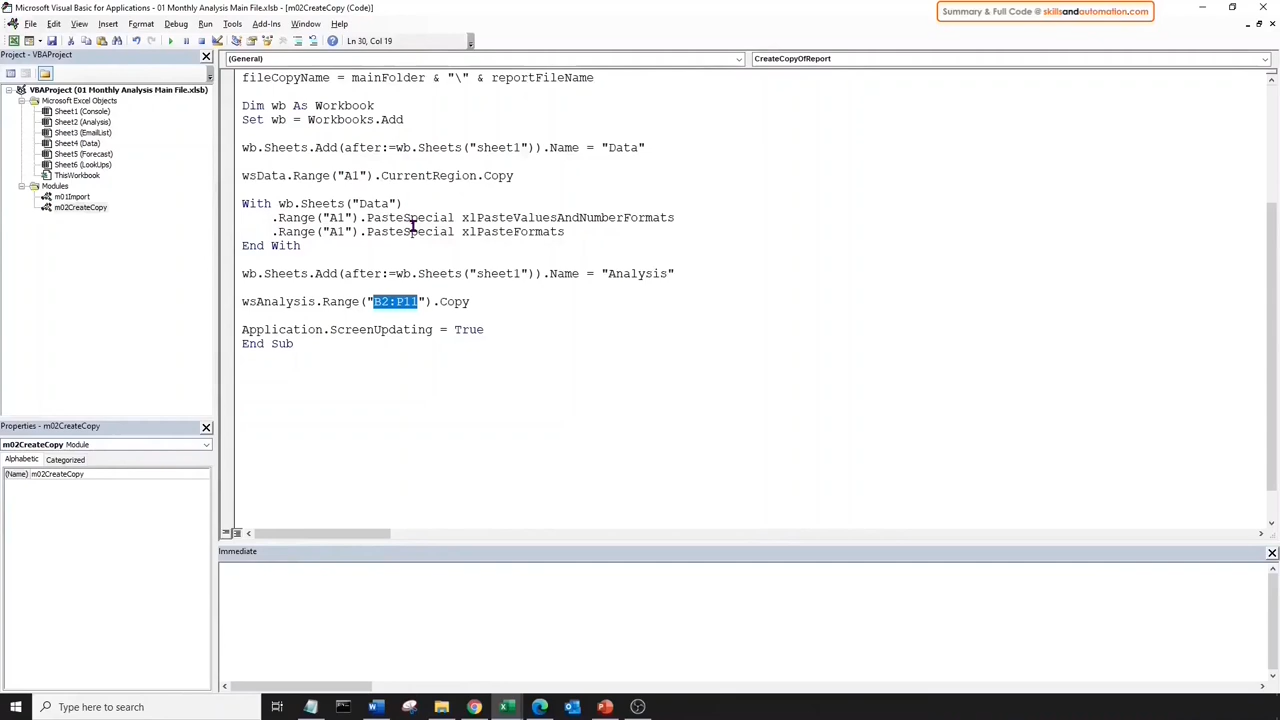 Microsoft Visual Basic for Applications - 01 Monthly Analysis Main File.xlsb - [m02CreateCopy (Code)]
Summary & Full Code @ skillsandautomation.com
File Edit View Insert Format Debug Run Tools Add-Ins Window Help
Ln 30, Col 19
Project - VBAProject
(General)
CreateCopyOfReport
VBAProject (01 Monthly Analysis Main File.xlsb)
Microsoft Excel Objects
Sheet1 (Console)
Sheet2 (Analysis)
Sheet3 (EmailList)
Sheet4 (Data)
Sheet5 (Forecast)
Sheet6 (LookUps)
ThisWorkbook
Modules
m01Import
m02CreateCopy
fileCopyName = mainFolder & "\" & reportFileName
Dim wb As Workbook
Set wb = Workbooks.Add
wb.Sheets.Add(after:=wb.Sheets("sheet1")).Name = "Data"
wsData.Range("A1").CurrentRegion.Copy
With wb.Sheets("Data")
.Range("A1").PasteSpecial xlPasteValuesAndNumberFormats
.Range("A1").PasteSpecial xlPasteFormats
End With
wb.Sheets.Add(after:=wb.Sheets("sheet1")).Name = "Analysis"
wsAnalysis.Range("B2:P11").Copy
Application.ScreenUpdating = True
End Sub
Properties - m02CreateCopy
m02CreateCopy Module
Alphabetic Categorized
(Name) m02CreateCopy
Immediate
Type here to search